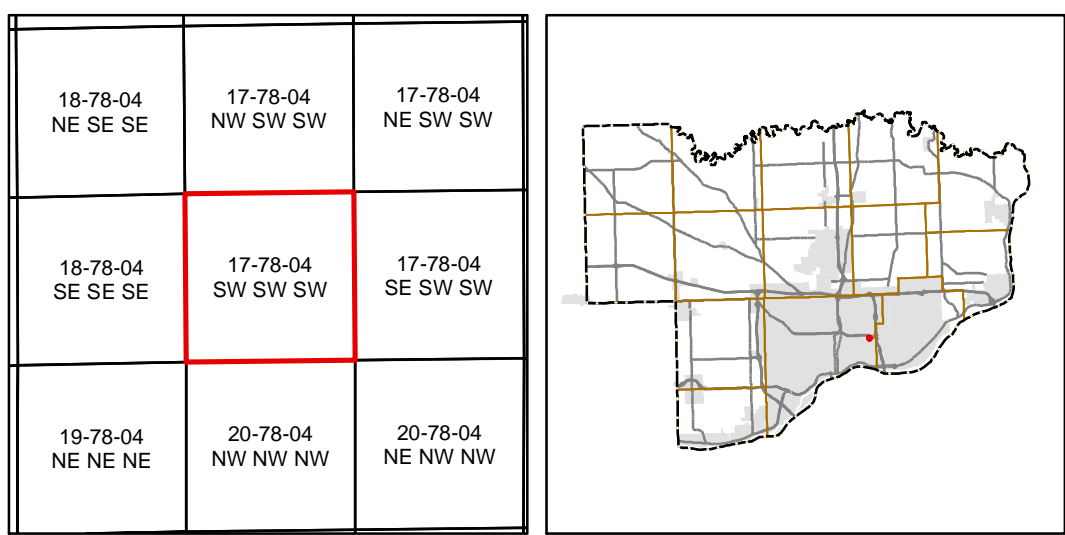 18-78-04
NE SE SE
17-78-04
NW SW SW
17-78-04
NE SW SW
18-78-04
SE SE SE
17-78-04
SW SW SW
17-78-04
SE SW SW
19-78-04
NE NE NE
20-78-04
NW NW NW
20-78-04
NE NW NW